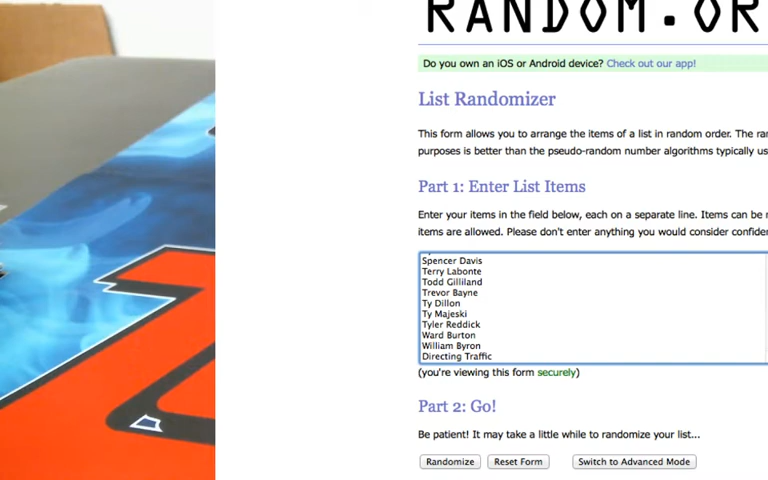 RANDOM.OR
Do you own an iOS or Android device? Check out our app!
List Randomizer
This form allows you to arrange the items of a list in random order. The ra
purposes is better than the pseudo-random number algorithms typically us
Part 1: Enter List Items
Enter your items in the field below, each on a separate line. Items can be
items are allowed. Please don't enter anything you would consider confide
Spencer Davis
Terry Labonte
Todd Gilliland
Trevor Bayne
Ty Dillon
Ty Majeski
Tyler Reddick
Ward Burton
William Byron
Directing Traffic
(you're viewing this form securely)
Part 2: Go!
Be patient! It may take a little while to randomize your list...
Randomize Reset Form Switch to Advanced Mode